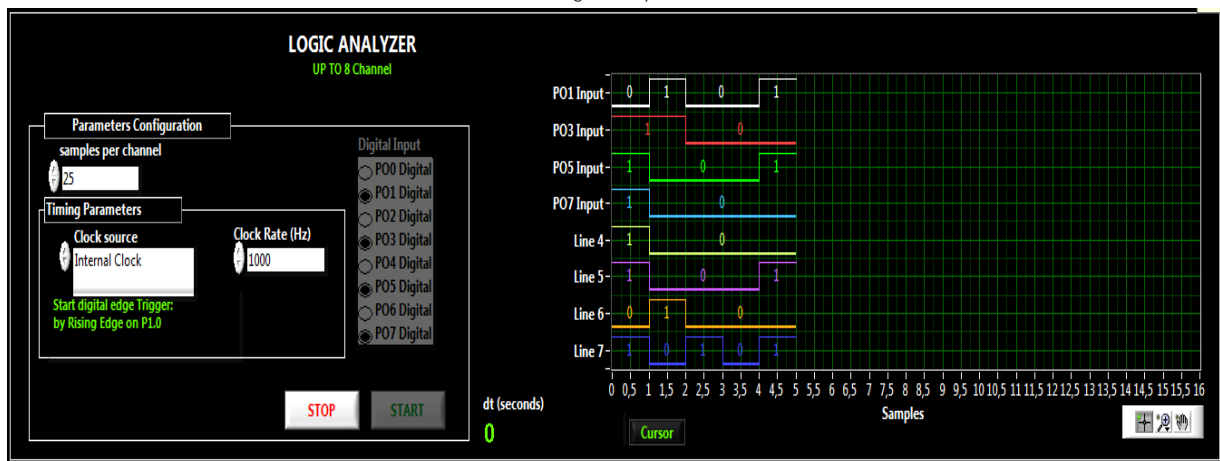 LOGIC ANALYZER
UP TO 8 Channel
Parameters Configuration
samples per channel
25
Timing Parameters
Clock source
Internal Clock
Clock Rate (Hz)
1000
Start digital edge Trigger:
by Rising Edge on P1.0
Digital Input
PO0 Digital
PO1 Digital
PO2 Digital
PO3 Digital
PO4 Digital
PO5 Digital
PO6 Digital
PO7 Digital
STOP
START
dt (seconds)
0
PO1 Input 0 1 0 1
PO3 Input 1 0
PO5 Input 1 0 1
PO7 Input 1 0
Line 4 1 0
Line 5 1 0 1
Line 6 0 1 0
Line 7 1 0 1 0 1
0 0,5 1 1,5 2 2,5 3 3,5 4 4,5 5 5,5 6 6,5 7 7,5 8 8,5 9 9,5 10 10,5 11 11,5 12 12,5 13 13,5 14 14,5 15 15,5 16
Samples
Cursor